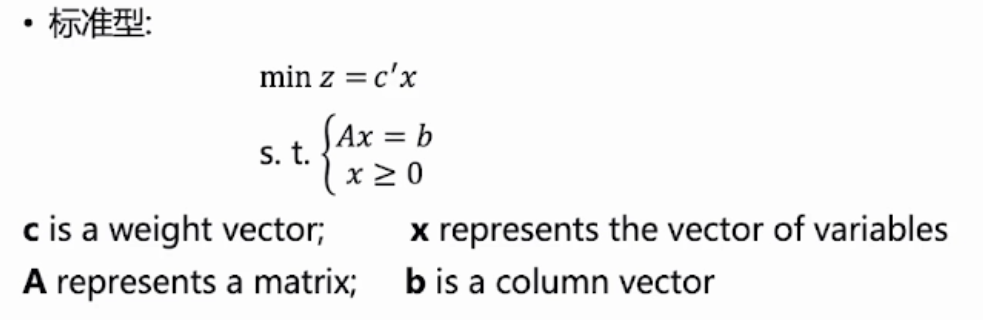 • 标准型:
min z = c′x
s. t. { Ax = b
x ≥ 0
c is a weight vector; x represents the vector of variables
A represents a matrix; b is a column vector